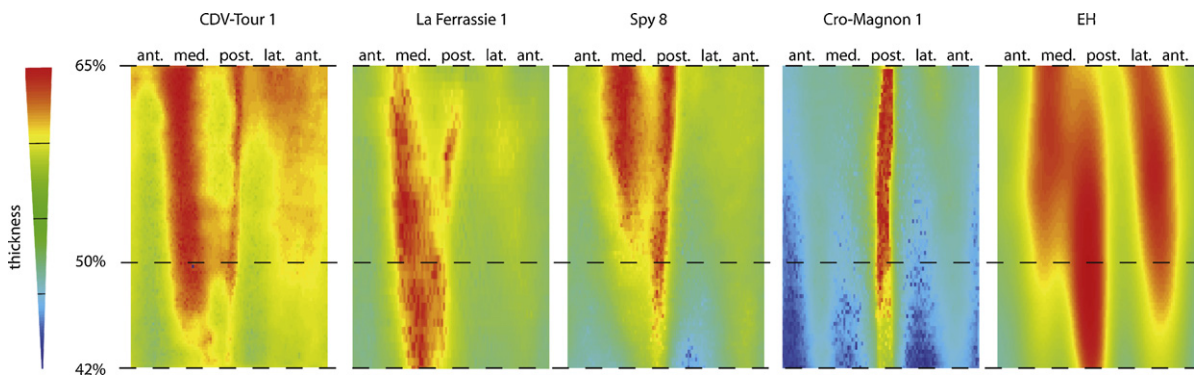 CDV-Tour 1 La Ferrassie 1 Spy 8 Cro-Magnon 1 EH
ant. med. post. lat. ant. ant. med. post. lat. ant. ant. med. post. lat. ant. ant. med. post. lat. ant. ant. med. post. lat. ant.
65%
thickness
50%
42%